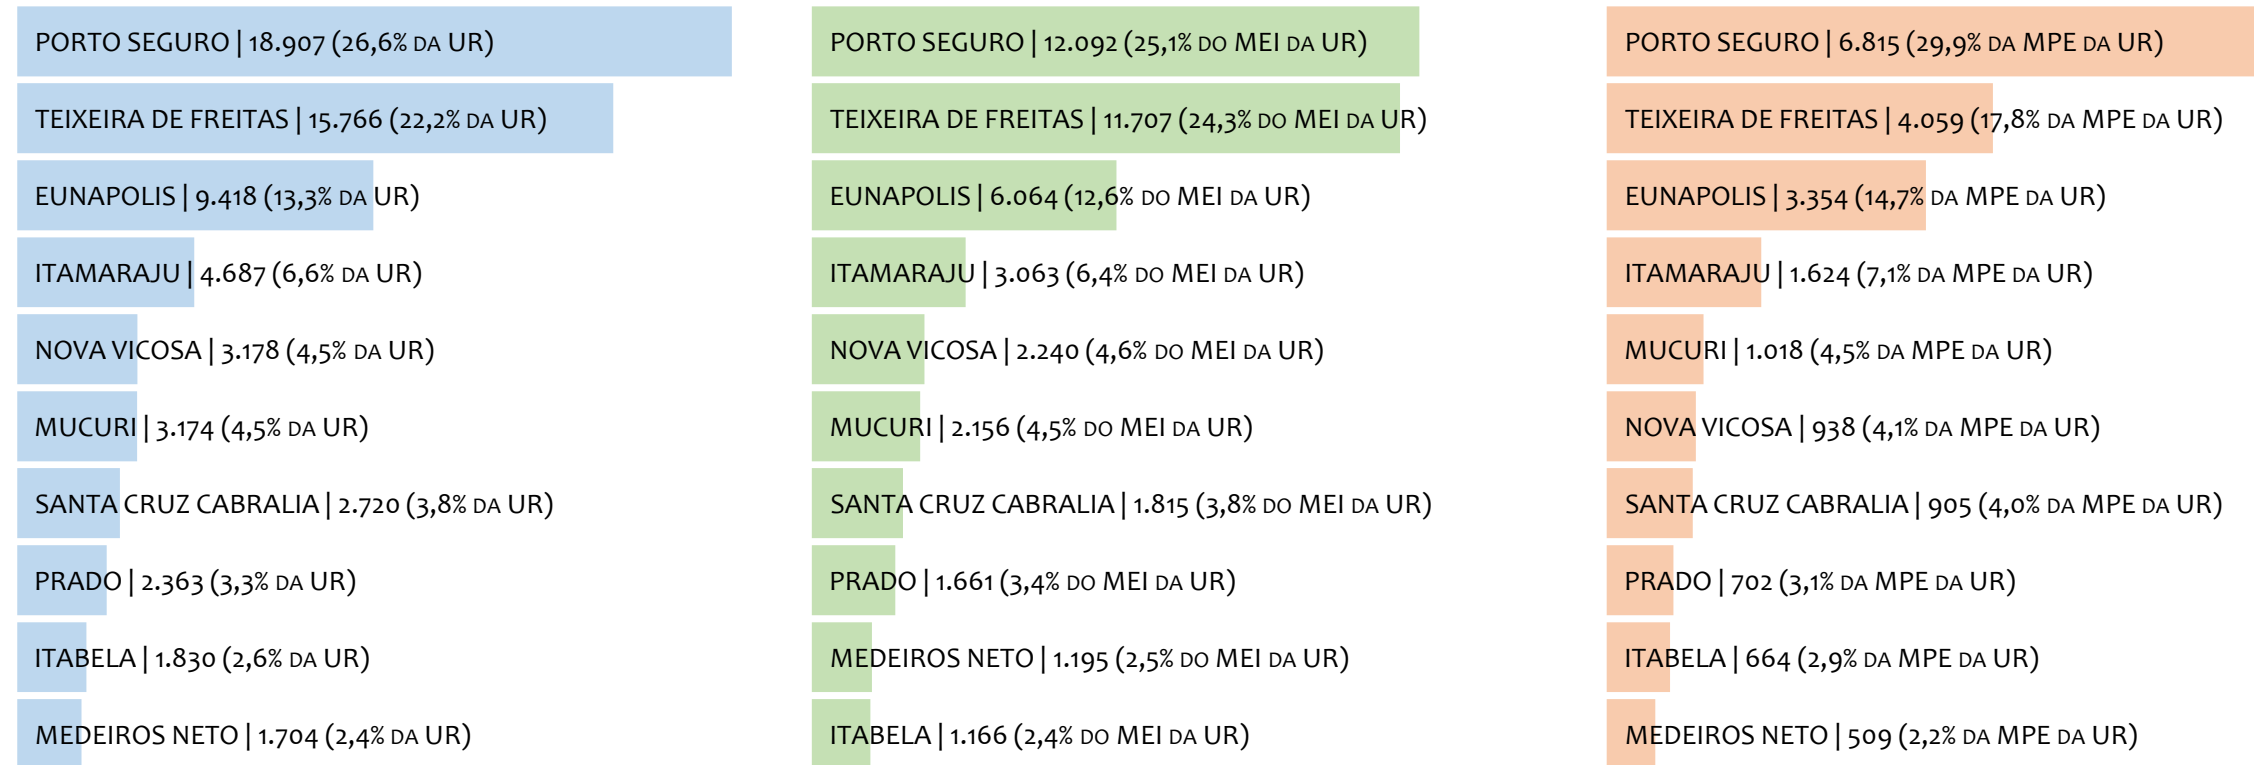 PORTO SEGURO | 18.907 (26,6% DA UR)
TEIXEIRA DE FREITAS | 15.766 (22,2% DA UR)
EUNAPOLIS | 9.418 (13,3% DA UR)
ITAMARAJU | 4.687 (6,6% DA UR)
NOVA VICOSA | 3.178 (4,5% DA UR)
MUCURI | 3.174 (4,5% DA UR)
SANTA CRUZ CABRALIA | 2.720 (3,8% DA UR)
PRADO | 2.363 (3,3% DA UR)
ITABELA | 1.830 (2,6% DA UR)
MEDEIROS NETO | 1.704 (2,4% DA UR)
PORTO SEGURO | 12.092 (25,1% DO MEI DA UR)
TEIXEIRA DE FREITAS | 11.707 (24,3% DO MEI DA UR)
EUNAPOLIS | 6.064 (12,6% DO MEI DA UR)
ITAMARAJU | 3.063 (6,4% DO MEI DA UR)
NOVA VICOSA | 2.240 (4,6% DO MEI DA UR)
MUCURI | 2.156 (4,5% DO MEI DA UR)
SANTA CRUZ CABRALIA | 1.815 (3,8% DO MEI DA UR)
PRADO | 1.661 (3,4% DO MEI DA UR)
MEDEIROS NETO | 1.195 (2,5% DO MEI DA UR)
ITABELA | 1.166 (2,4% DO MEI DA UR)
PORTO SEGURO | 6.815 (29,9% DA MPE DA UR)
TEIXEIRA DE FREITAS | 4.059 (17,8% DA MPE DA UR)
EUNAPOLIS | 3.354 (14,7% DA MPE DA UR)
ITAMARAJU | 1.624 (7,1% DA MPE DA UR)
MUCURI | 1.018 (4,5% DA MPE DA UR)
NOVA VICOSA | 938 (4,1% DA MPE DA UR)
SANTA CRUZ CABRALIA | 905 (4,0% DA MPE DA UR)
PRADO | 702 (3,1% DA MPE DA UR)
ITABELA | 664 (2,9% DA MPE DA UR)
MEDEIROS NETO | 509 (2,2% DA MPE DA UR)